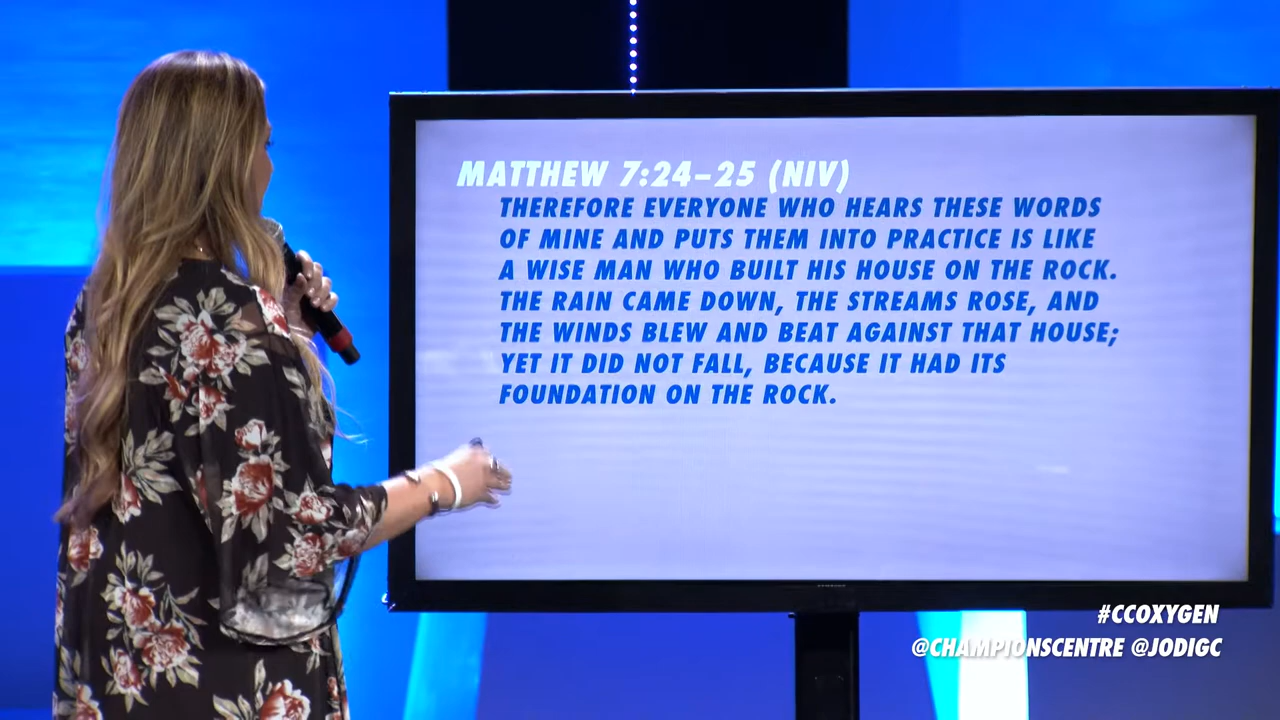 MATTHEW 7:24–25 (NIV)
THEREFORE EVERYONE WHO HEARS THESE WORDS
OF MINE AND PUTS THEM INTO PRACTICE IS LIKE
A WISE MAN WHO BUILT HIS HOUSE ON THE ROCK.
THE RAIN CAME DOWN, THE STREAMS ROSE, AND
THE WINDS BLEW AND BEAT AGAINST THAT HOUSE;
YET IT DID NOT FALL, BECAUSE IT HAD ITS
FOUNDATION ON THE ROCK.
#CCOXYGEN
@CHAMPIONSCENTRE @JODIGC